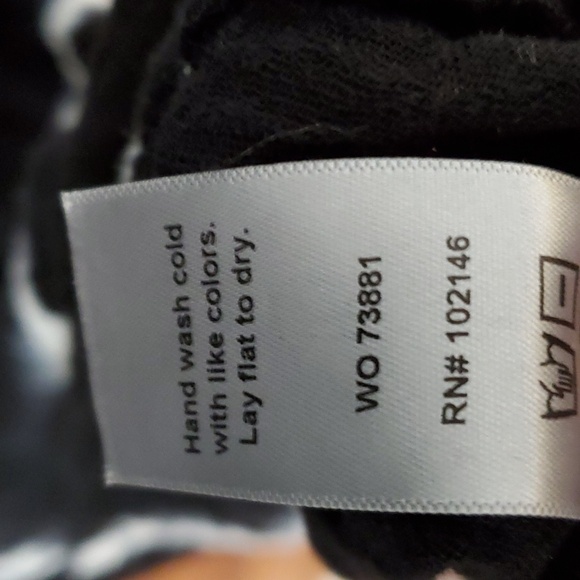 Hand wash cold
with like colors.
Lay flat to dry.
WO 73881
RN# 102146